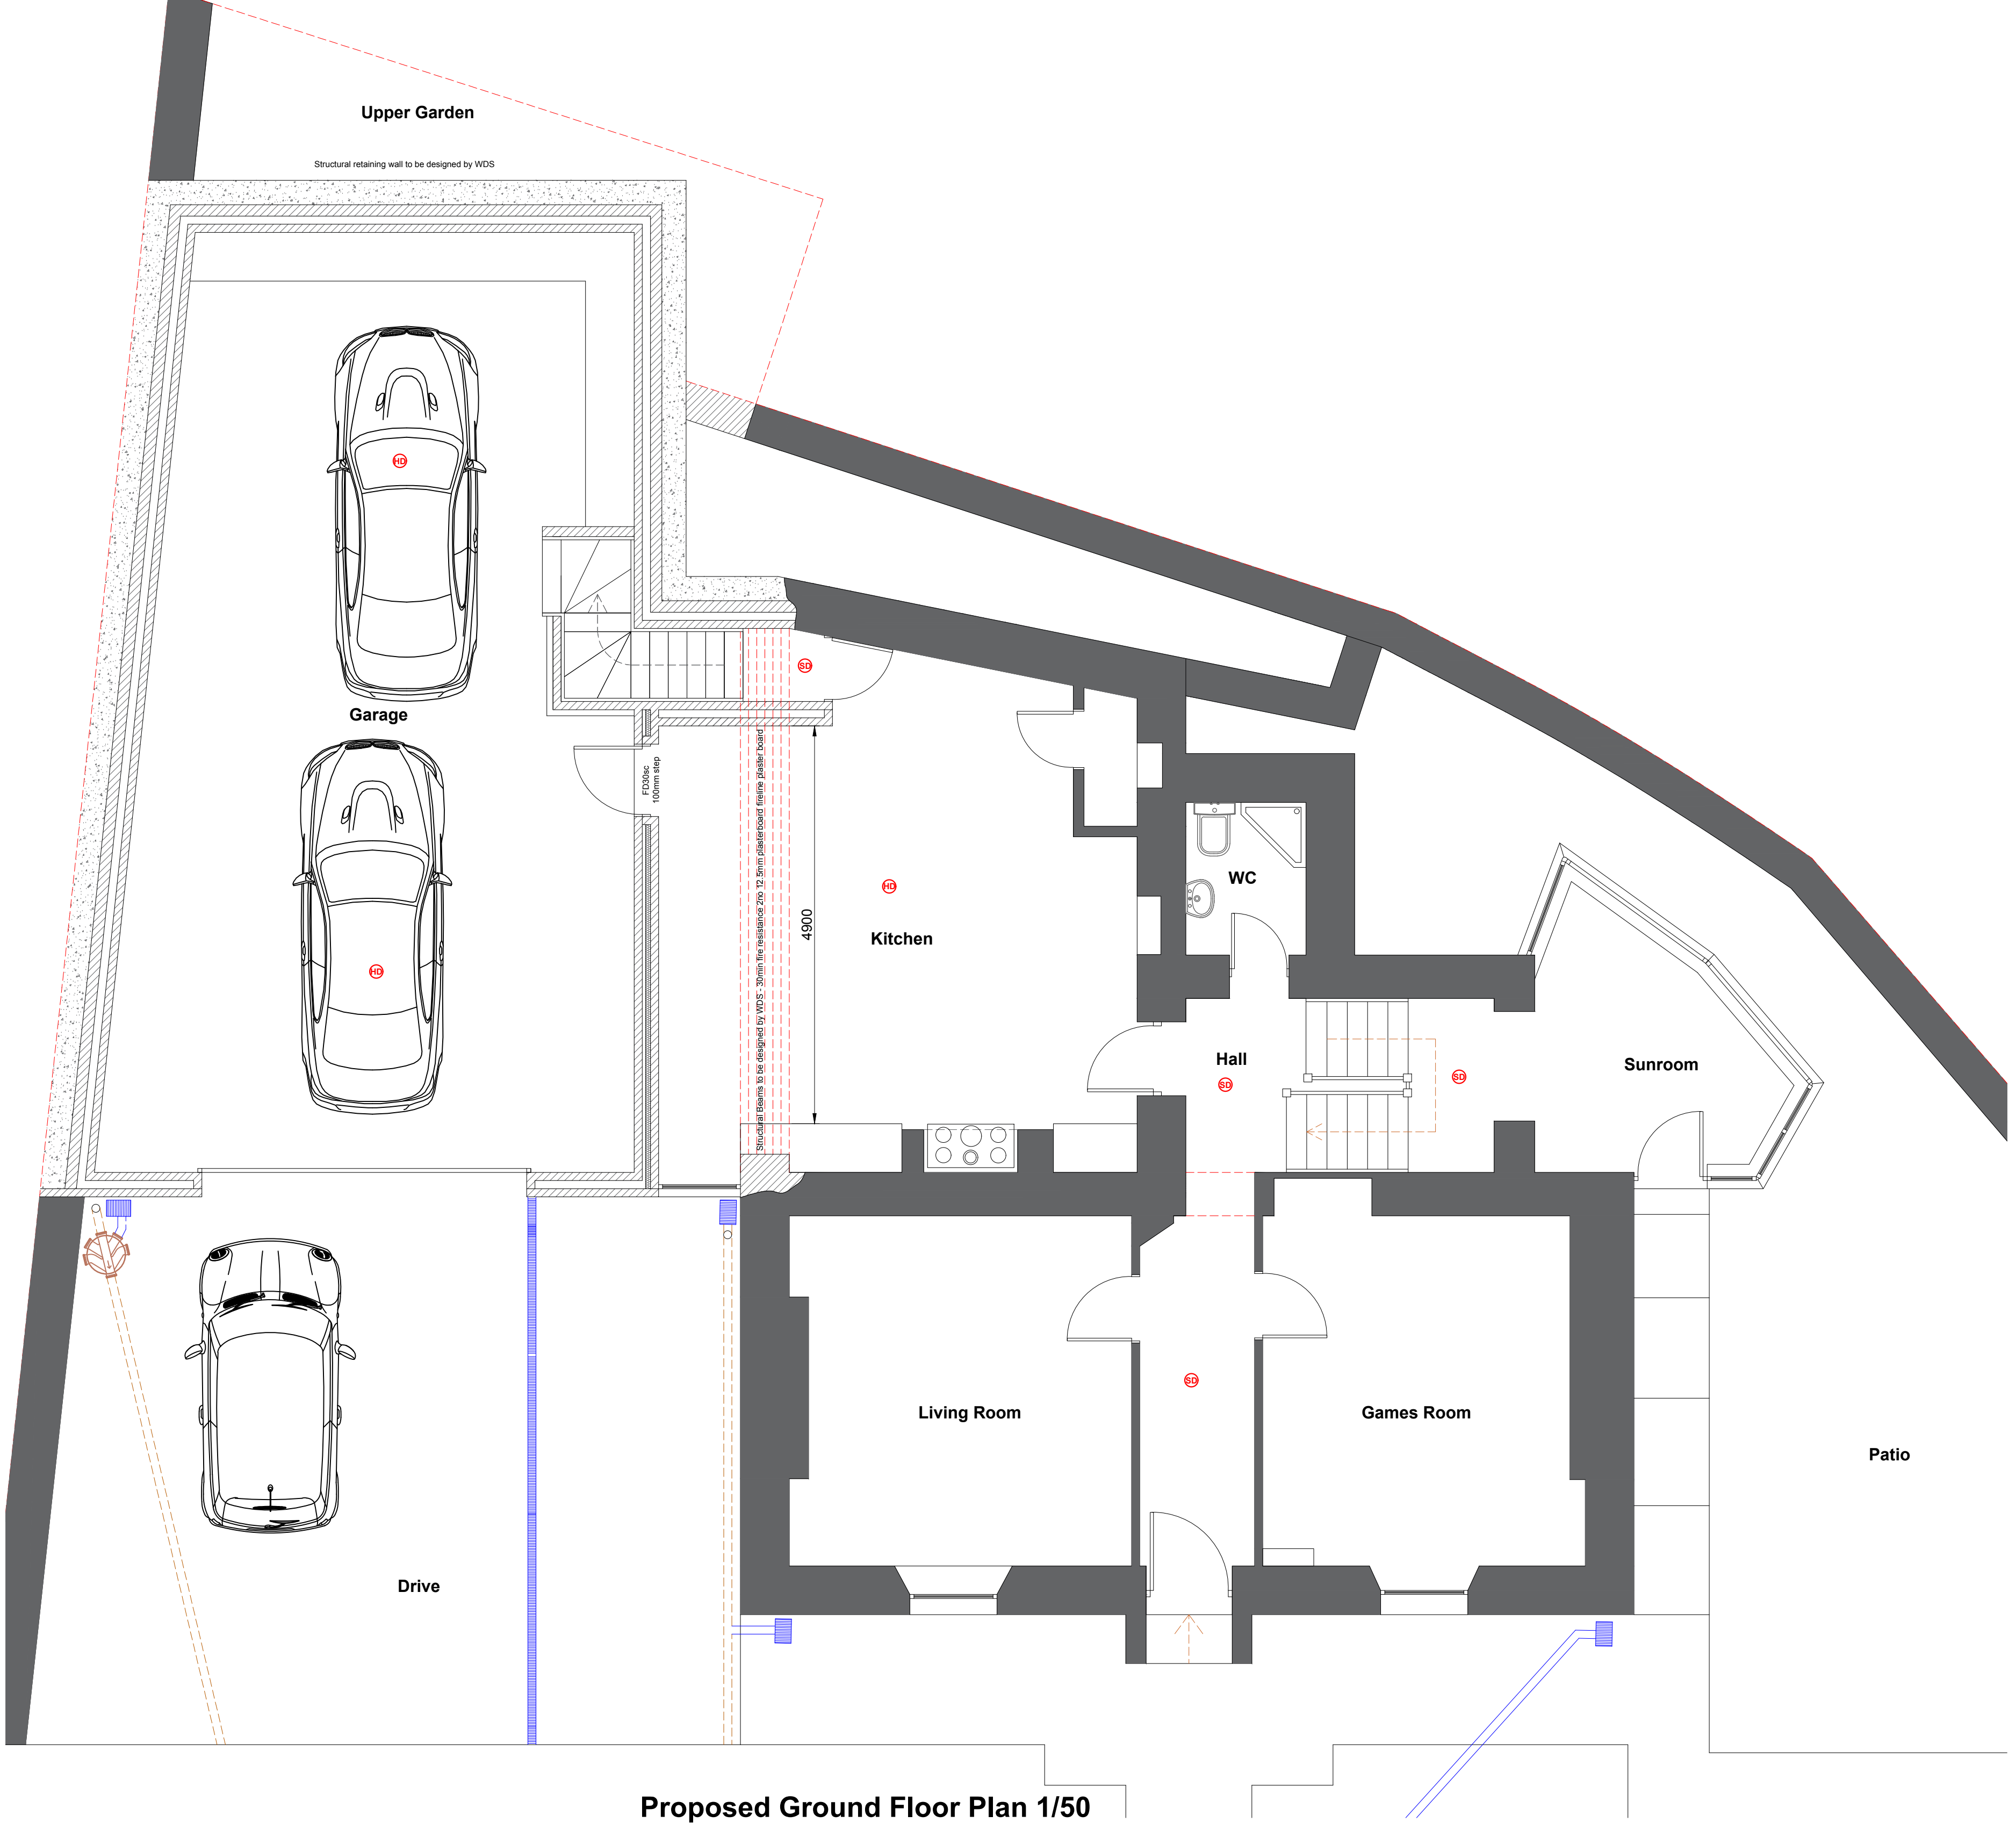 Upper Garden
Structural retaining wall to be designed by WDS
HD
SD
Garage
FD30sc
100mm step
Structural Beams to be designed by WDS - 30min fire resistance 2no 12.5mm plasterboard fireline plaster board
HD
4900
Kitchen
WC
HD
Hall
SD
SD
Sunroom
SD
Living Room
Games Room
Patio
Drive
Proposed Ground Floor Plan 1/50